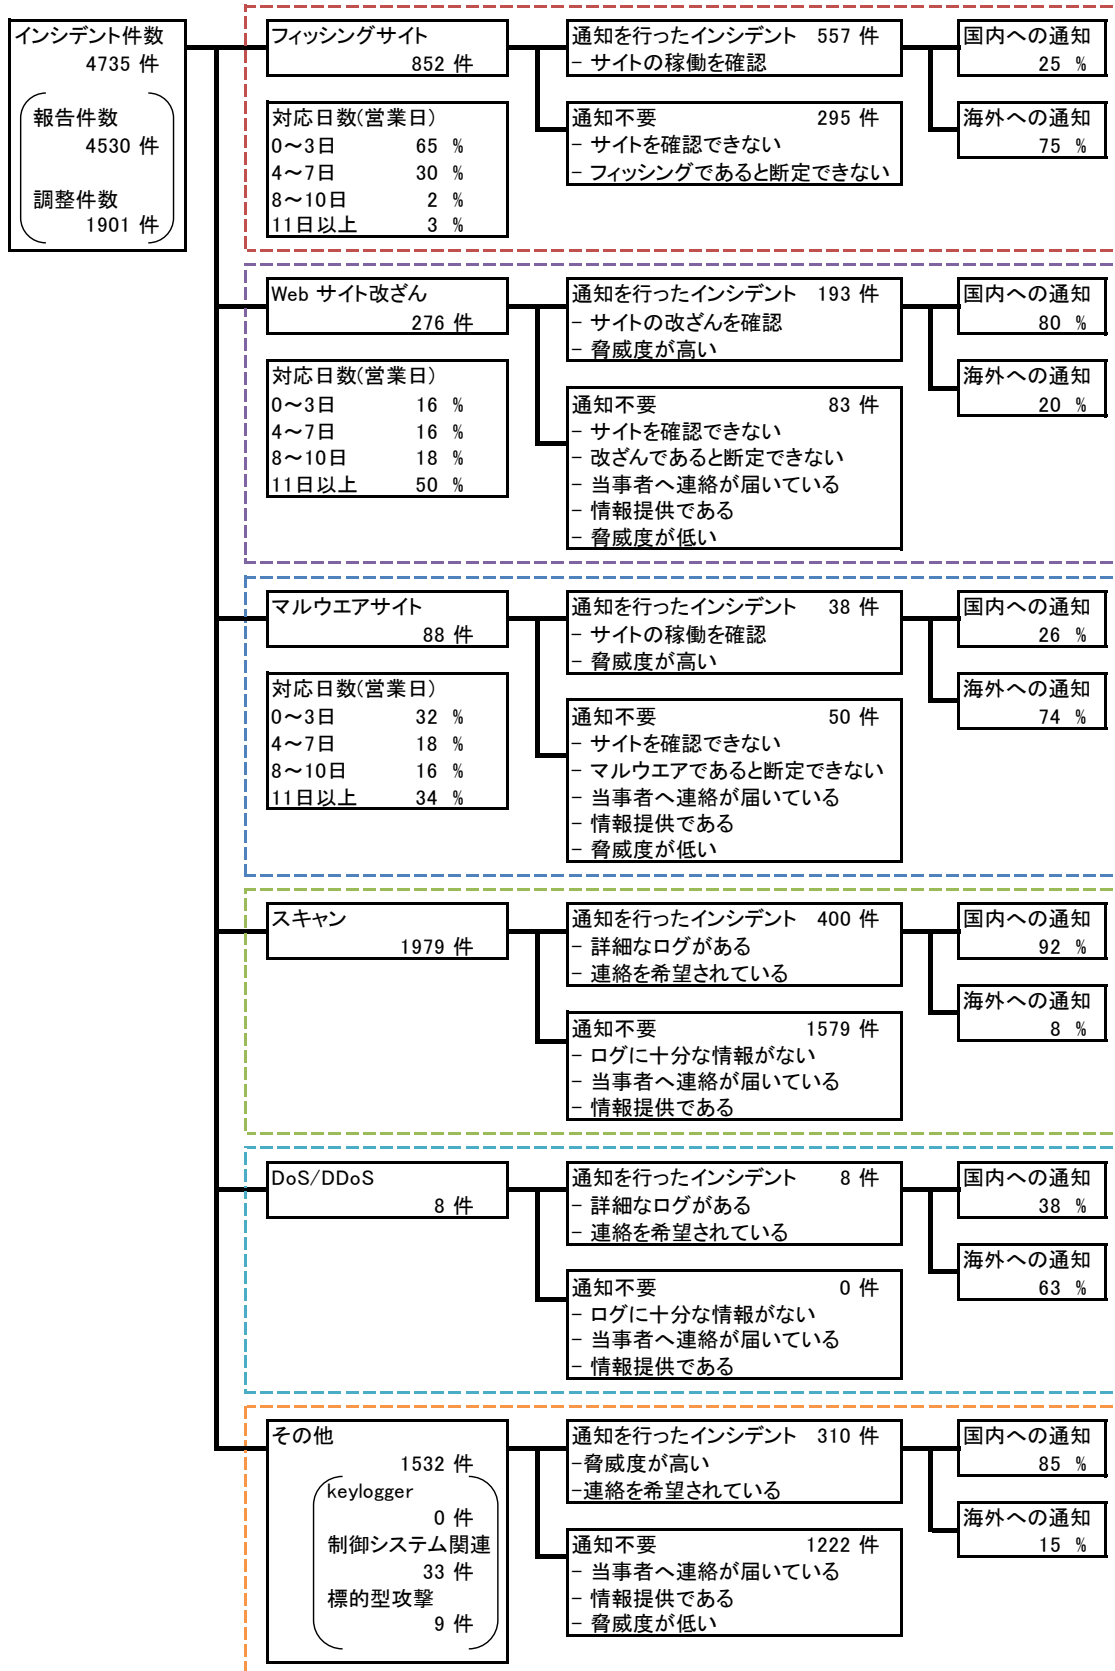 インシデント件数
4735 件
報告件数
4530 件
調整件数
1901 件
フィッシングサイト
852 件
対応日数(営業日)
0～3日 65 %
4～7日 30 %
8～10日 2 %
11日以上 3 %
通知を行ったインシデント 557 件
- サイトの稼働を確認
通知不要 295 件
- サイトを確認できない
- フィッシングであると断定できない
国内への通知
25 %
海外への通知
75 %
Web サイト改ざん
276 件
対応日数(営業日)
0～3日 16 %
4～7日 16 %
8～10日 18 %
11日以上 50 %
通知を行ったインシデント 193 件
- サイトの改ざんを確認
- 脅威度が高い
通知不要 83 件
- サイトを確認できない
- 改ざんであると断定できない
- 当事者へ連絡が届いている
- 情報提供である
- 脅威度が低い
国内への通知
80 %
海外への通知
20 %
マルウエアサイト
88 件
対応日数(営業日)
0～3日 32 %
4～7日 18 %
8～10日 16 %
11日以上 34 %
通知を行ったインシデント 38 件
- サイトの稼働を確認
- 脅威度が高い
通知不要 50 件
- サイトを確認できない
- マルウエアであると断定できない
- 当事者へ連絡が届いている
- 情報提供である
- 脅威度が低い
国内への通知
26 %
海外への通知
74 %
スキャン
1979 件
通知を行ったインシデント 400 件
- 詳細なログがある
- 連絡を希望されている
通知不要 1579 件
- ログに十分な情報がない
- 当事者へ連絡が届いている
- 情報提供である
国内への通知
92 %
海外への通知
8 %
DoS/DDoS
8 件
通知を行ったインシデント 8 件
- 詳細なログがある
- 連絡を希望されている
通知不要 0 件
- ログに十分な情報がない
- 当事者へ連絡が届いている
- 情報提供である
国内への通知
38 %
海外への通知
63 %
その他
1532 件
keylogger
0 件
制御システム関連
33 件
標的型攻撃
9 件
通知を行ったインシデント 310 件
-脅威度が高い
-連絡を希望されている
通知不要 1222 件
- 当事者へ連絡が届いている
- 情報提供である
- 脅威度が低い
国内への通知
85 %
海外への通知
15 %